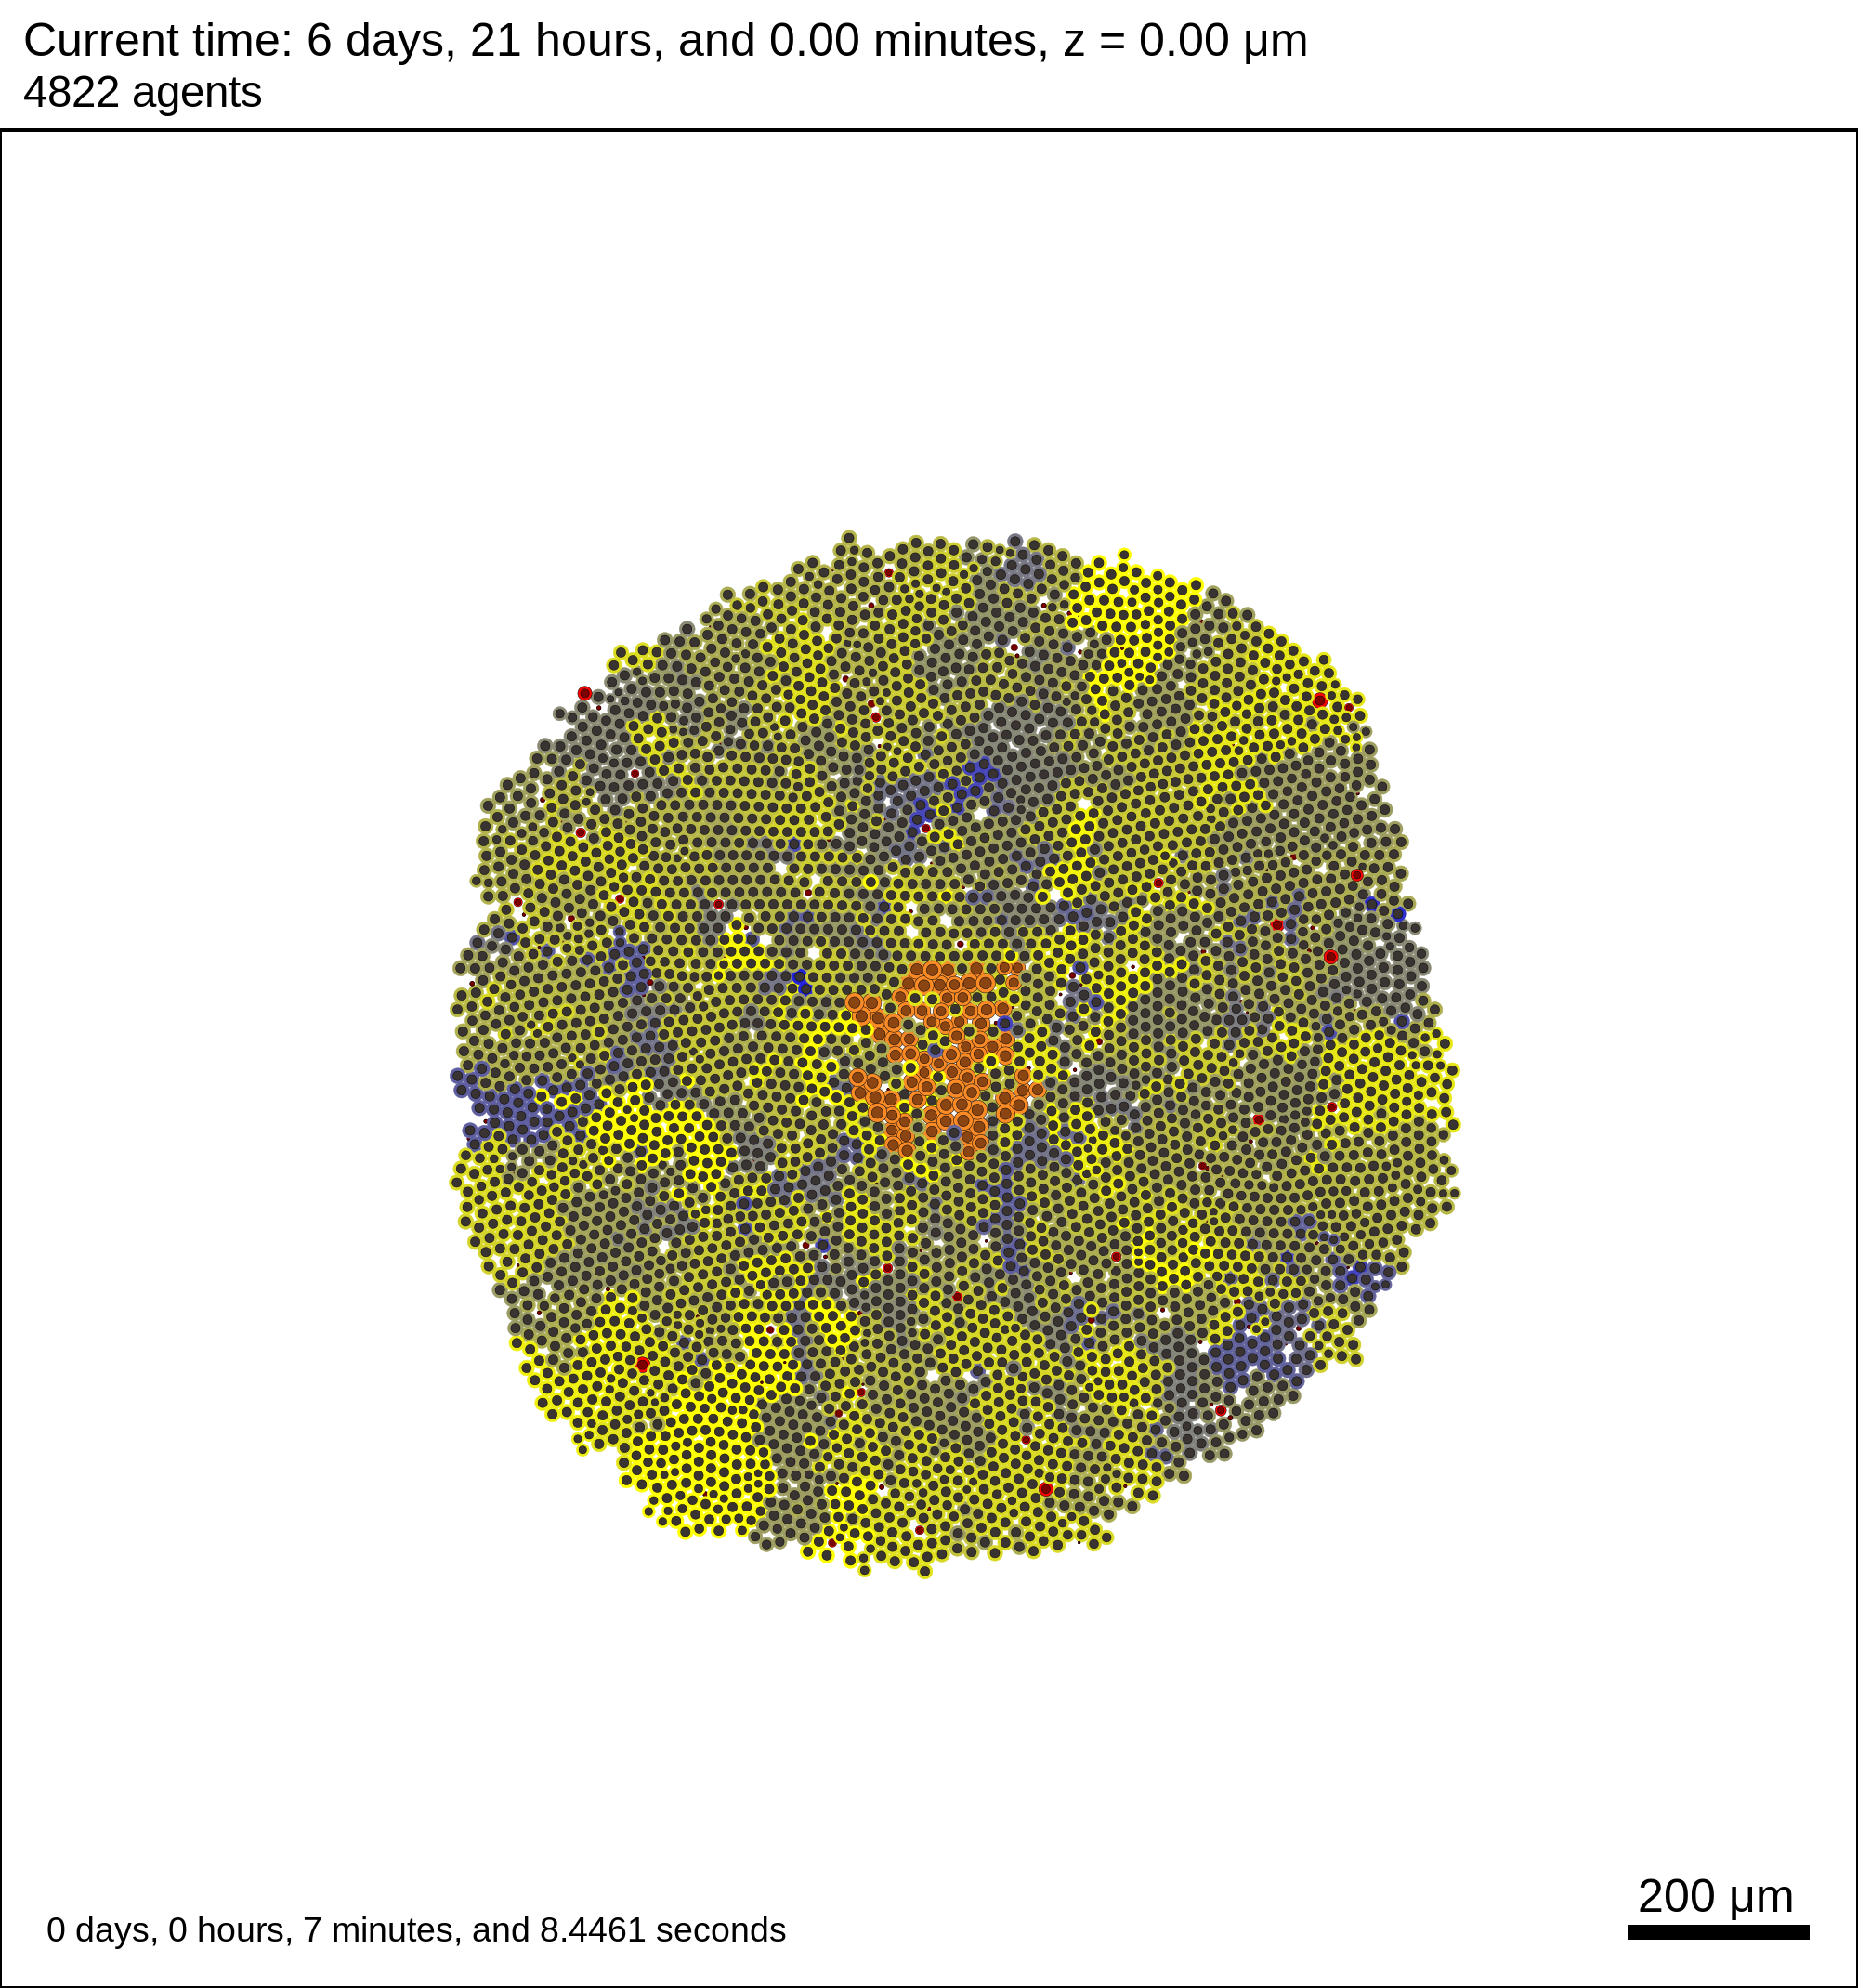 Current time: 6 days, 21 hours, and 0.00 minutes, z = 0.00 μm
4822 agents
200 μm
0 days, 0 hours, 7 minutes, and 8.4461 seconds